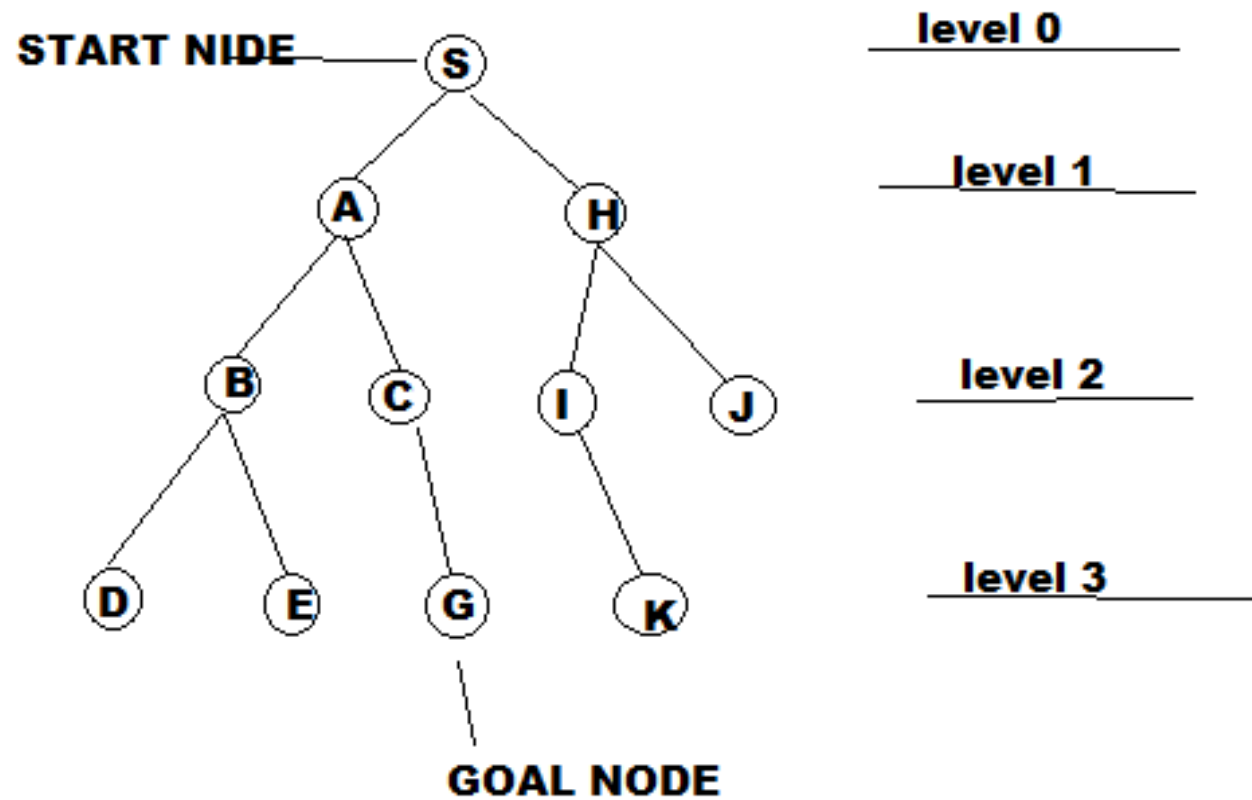 START NIDE
S
level 0
A
H
level 1
B
C
I
J
level 2
D
E
G
K
level 3
GOAL NODE